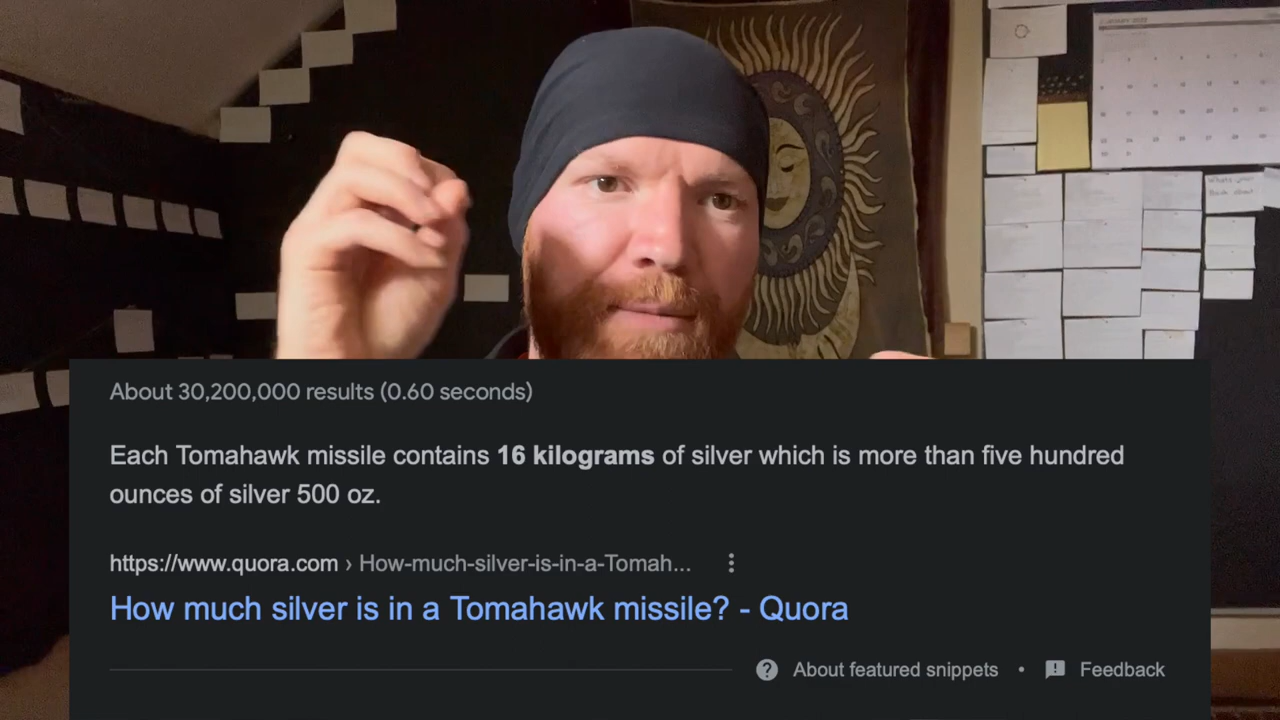 About 30,200,000 results (0.60 seconds)
Each Tomahawk missile contains 16 kilograms of silver which is more than five hundred
ounces of silver 500 oz.
https://www.quora.com › How-much-silver-is-in-a-Tomah...
How much silver is in a Tomahawk missile? - Quora
About featured snippets • Feedback